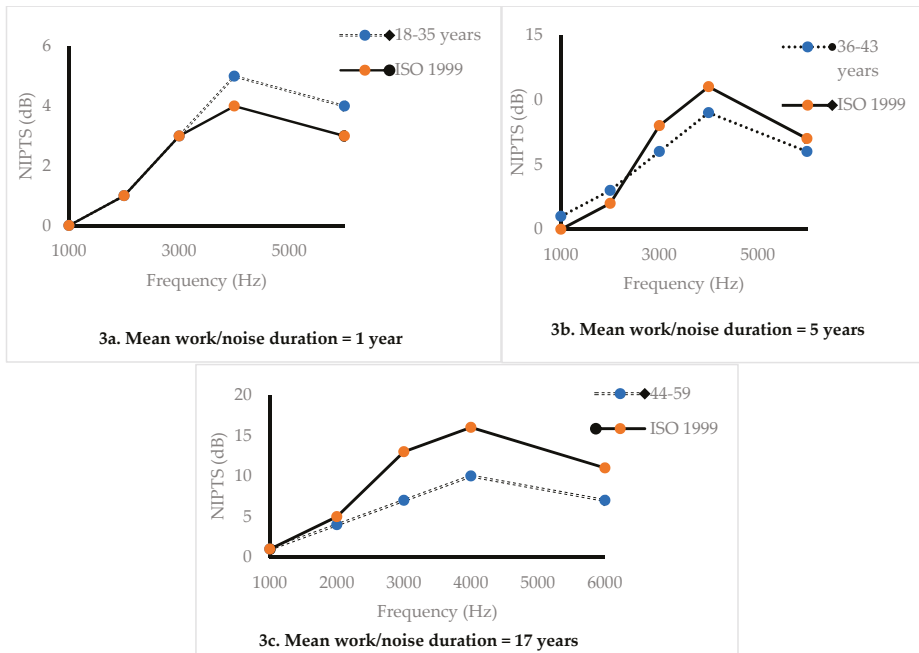 6
4
2
0
NIPTS (dB)
1000 3000 5000
Frequency (Hz)
18-35 years
ISO 1999
3a. Mean work/noise duration = 1 year
15
0
5
0
NIPTS (dB)
1000 3000 5000
Frequency (Hz)
36-43
years
ISO 1999
3b. Mean work/noise duration = 5 years
20
15
10
5
0
NIPTS (dB)
1000 2000 3000 4000 5000 6000
Frequency (Hz)
44-59
ISO 1999
3c. Mean work/noise duration = 17 years